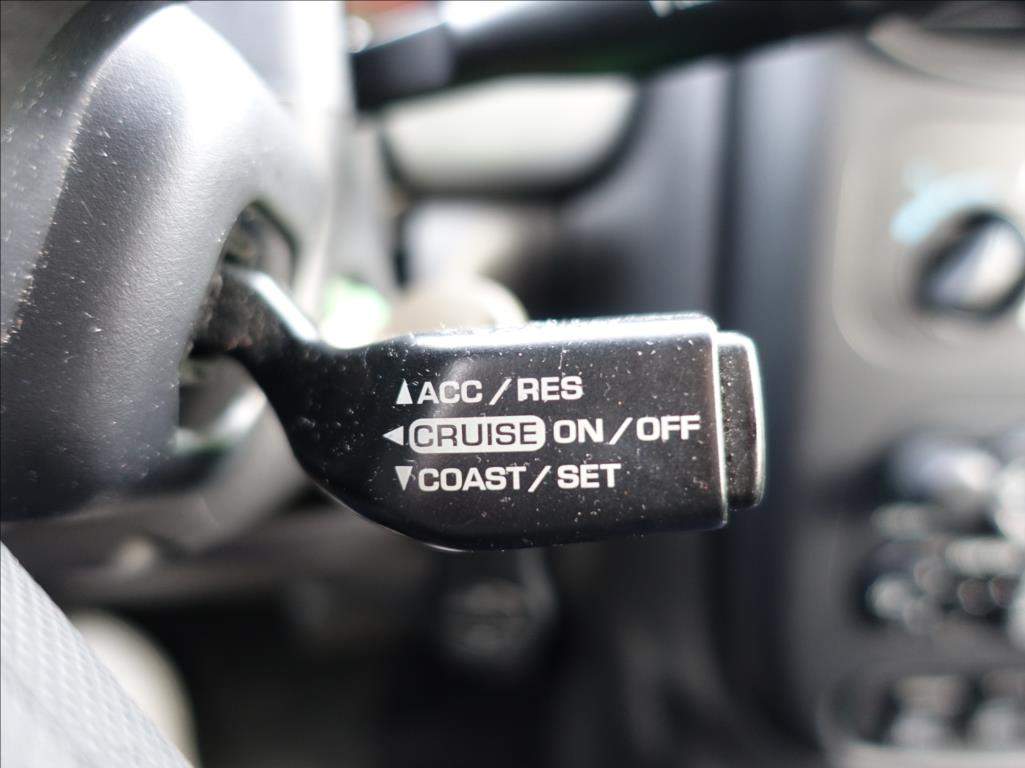 ▲ACC/RES
◀CRUISE ON/OFF
▼COAST/SET